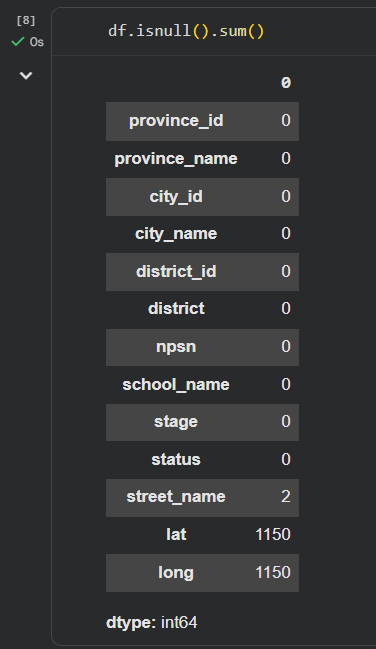 [8]
0s
df.isnull().sum()
0
province_id 0
province_name 0
city_id 0
city_name 0
district_id 0
district 0
npsn 0
school_name 0
stage 0
status 0
street_name 2
lat 1150
long 1150
dtype: int64